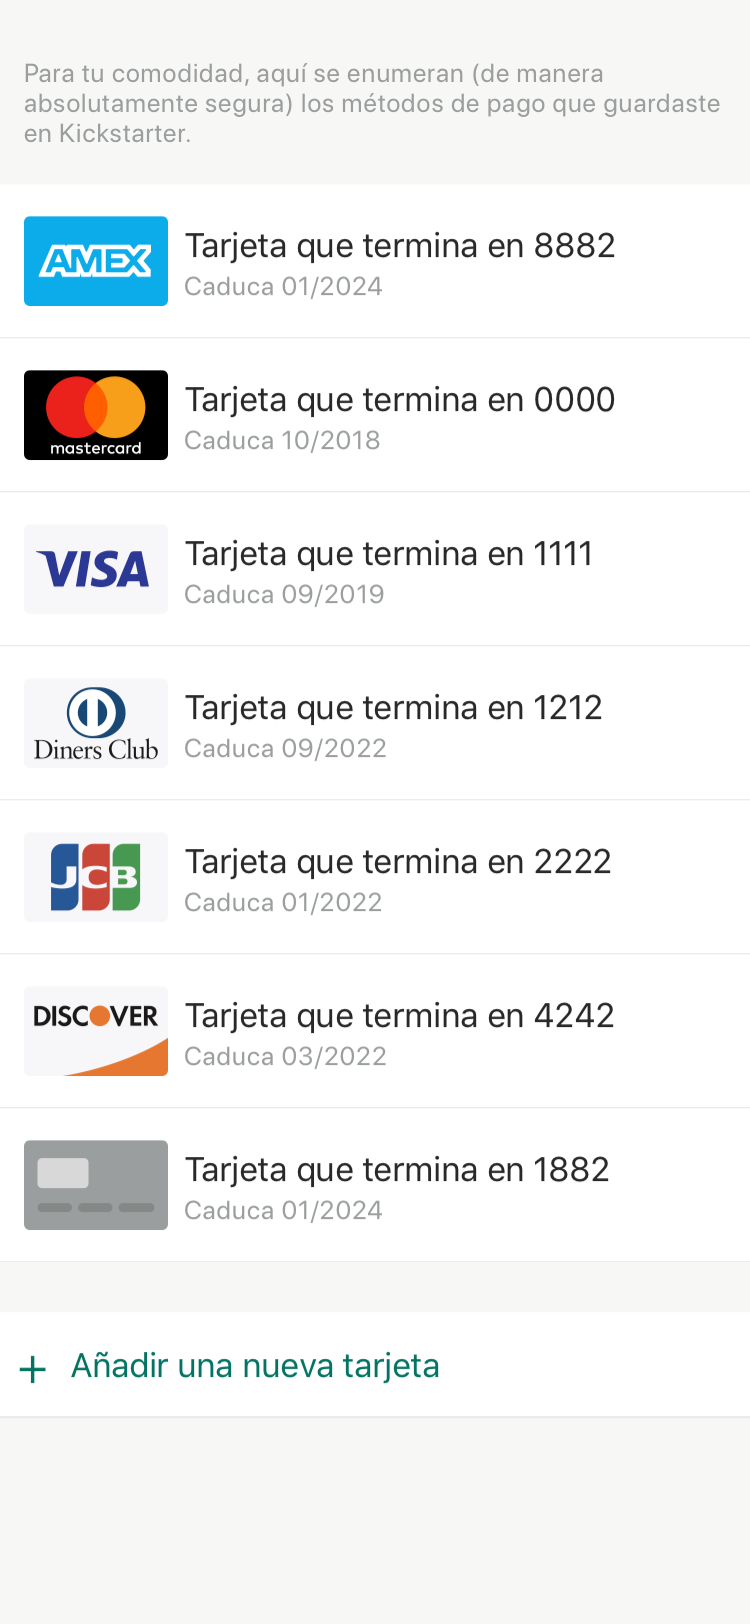 Para tu comodidad, aquí se enumeran (de manera
absolutamente segura) los métodos de pago que guardaste
en Kickstarter.
AMEX
Tarjeta que termina en 8882
Caduca 01/2024
mastercard
Tarjeta que termina en 0000
Caduca 10/2018
VISA
Tarjeta que termina en 1111
Caduca 09/2019
Diners Club
Tarjeta que termina en 1212
Caduca 09/2022
JCB
Tarjeta que termina en 2222
Caduca 01/2022
DISCOVER
Tarjeta que termina en 4242
Caduca 03/2022
Tarjeta que termina en 1882
Caduca 01/2024
+ Añadir una nueva tarjeta